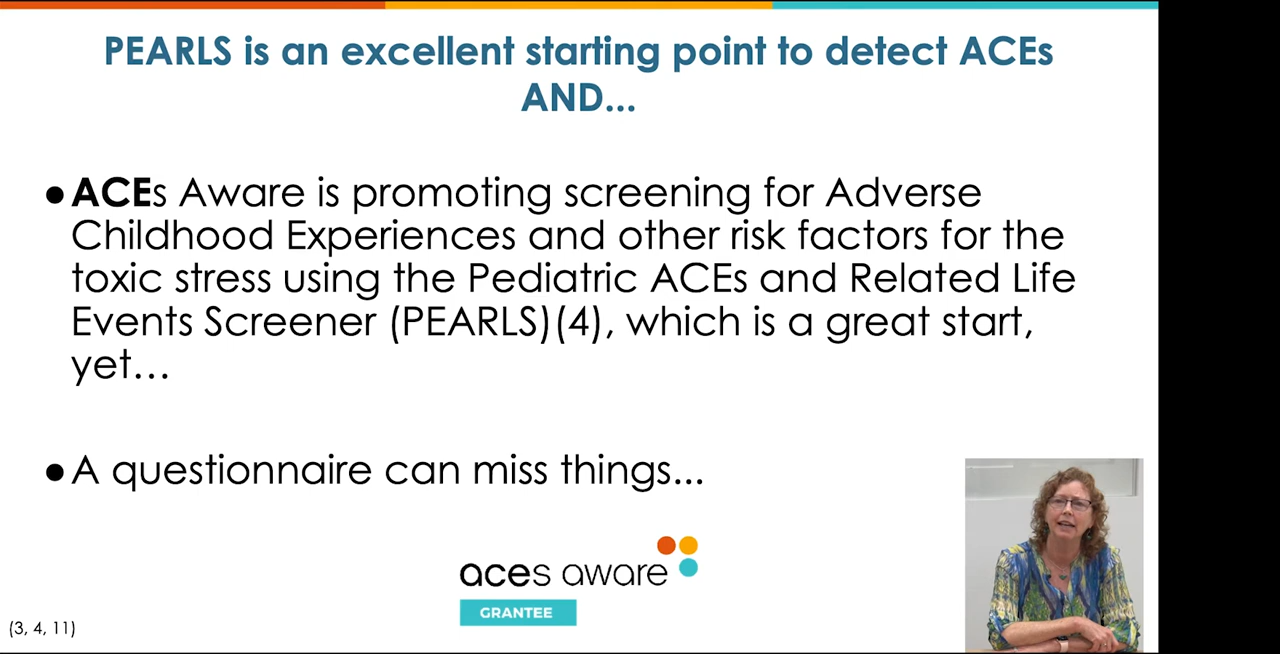 PEARLS is an excellent starting point to detect ACEs
AND...
●ACEs Aware is promoting screening for Adverse
Childhood Experiences and other risk factors for the
toxic stress using the Pediatric ACEs and Related Life
Events Screener (PEARLS)(4), which is a great start,
yet...
●A questionnaire can miss things...
aces aware
GRANTEE
(3, 4, 11)